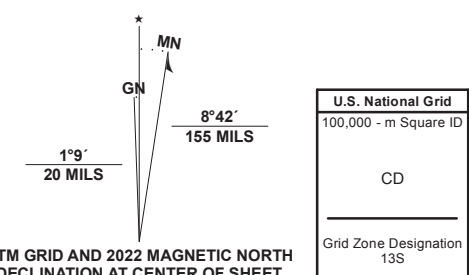 ★
MN
GN
8°42´
155 MILS
1°9´
20 MILS
TM GRID AND 2022 MAGNETIC NORTH
DECLINATION AT CENTER OF SHEET
U.S. National Grid
100,000 - m Square ID
CD
Grid Zone Designation
13S